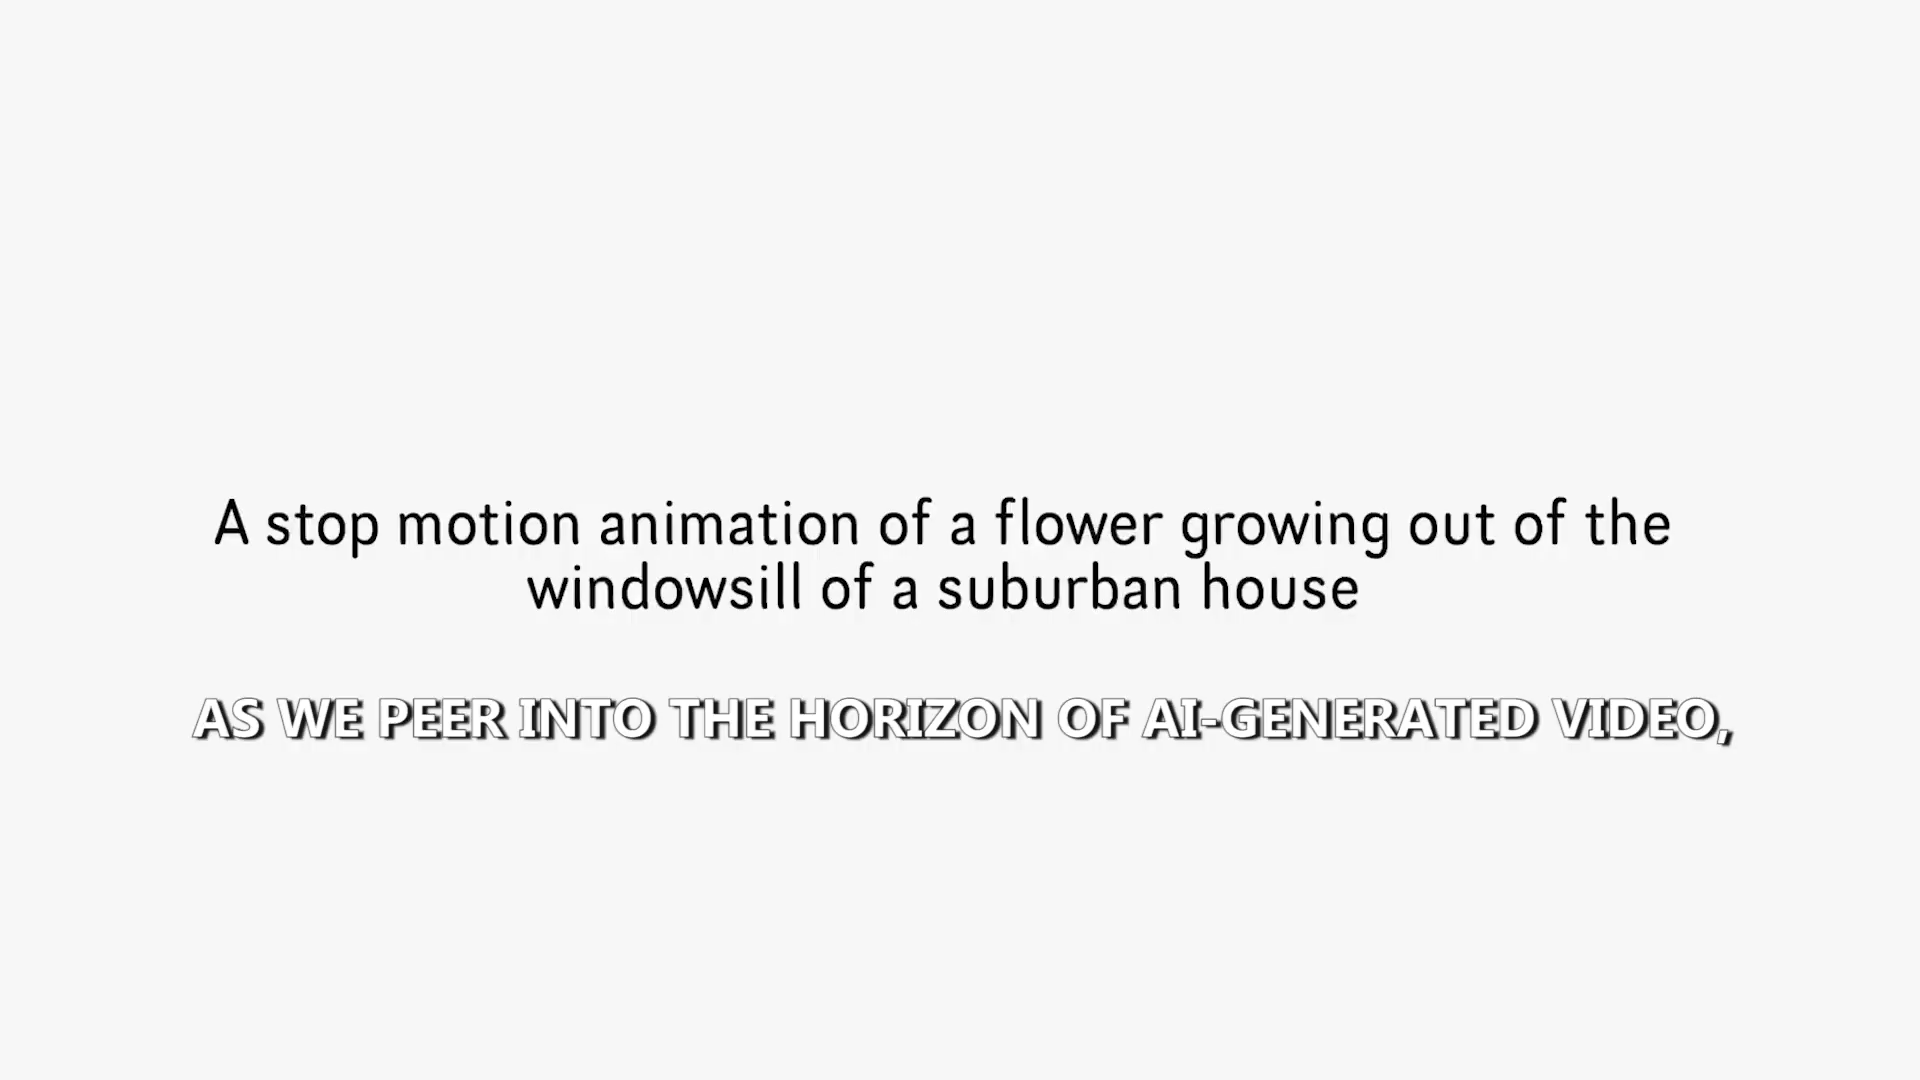 A stop motion animation of a flower growing out of the
windowsill of a suburban house
AS WE PEER INTO THE HORIZON OF AI-GENERATED VIDEO,